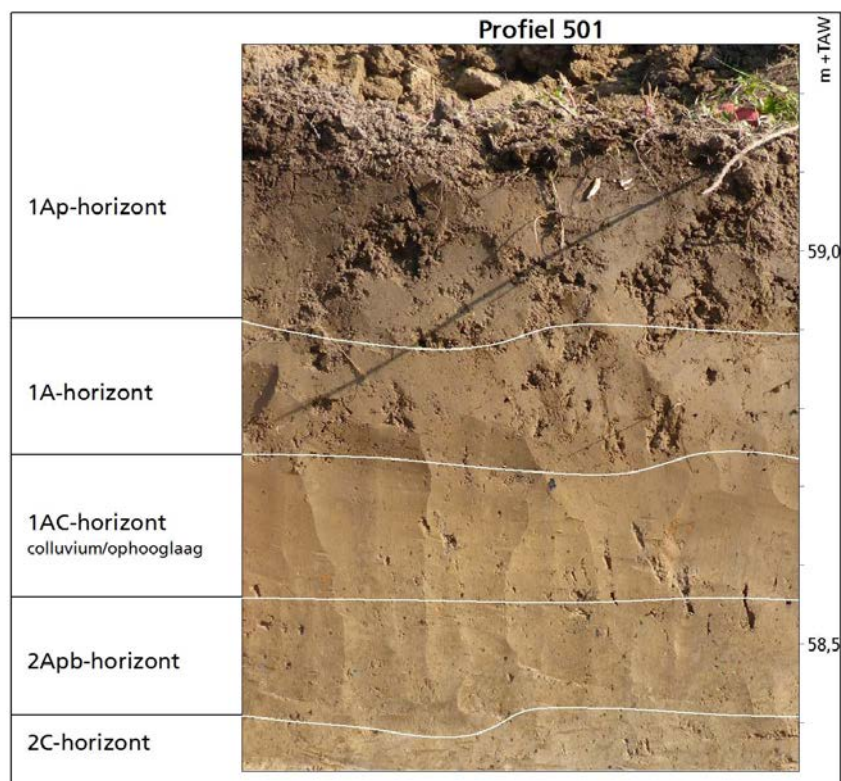 Profiel 501
m +TAW
1Ap-horizont
59,0
1A-horizont
1AC-horizont
colluvium/ophooglaag
58,5
2Apb-horizont
2C-horizont